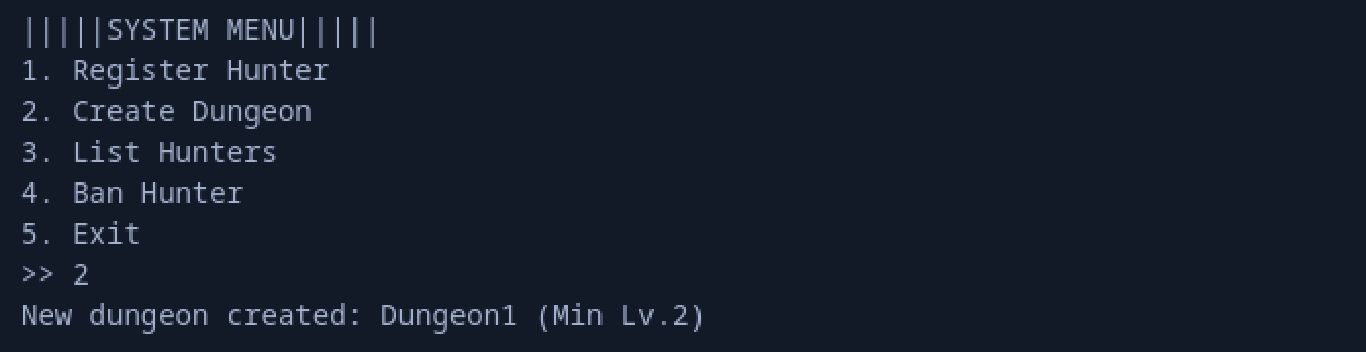 |||||SYSTEM MENU|||||
1. Register Hunter
2. Create Dungeon
3. List Hunters
4. Ban Hunter
5. Exit
>> 2
New dungeon created: Dungeon1 (Min Lv.2)